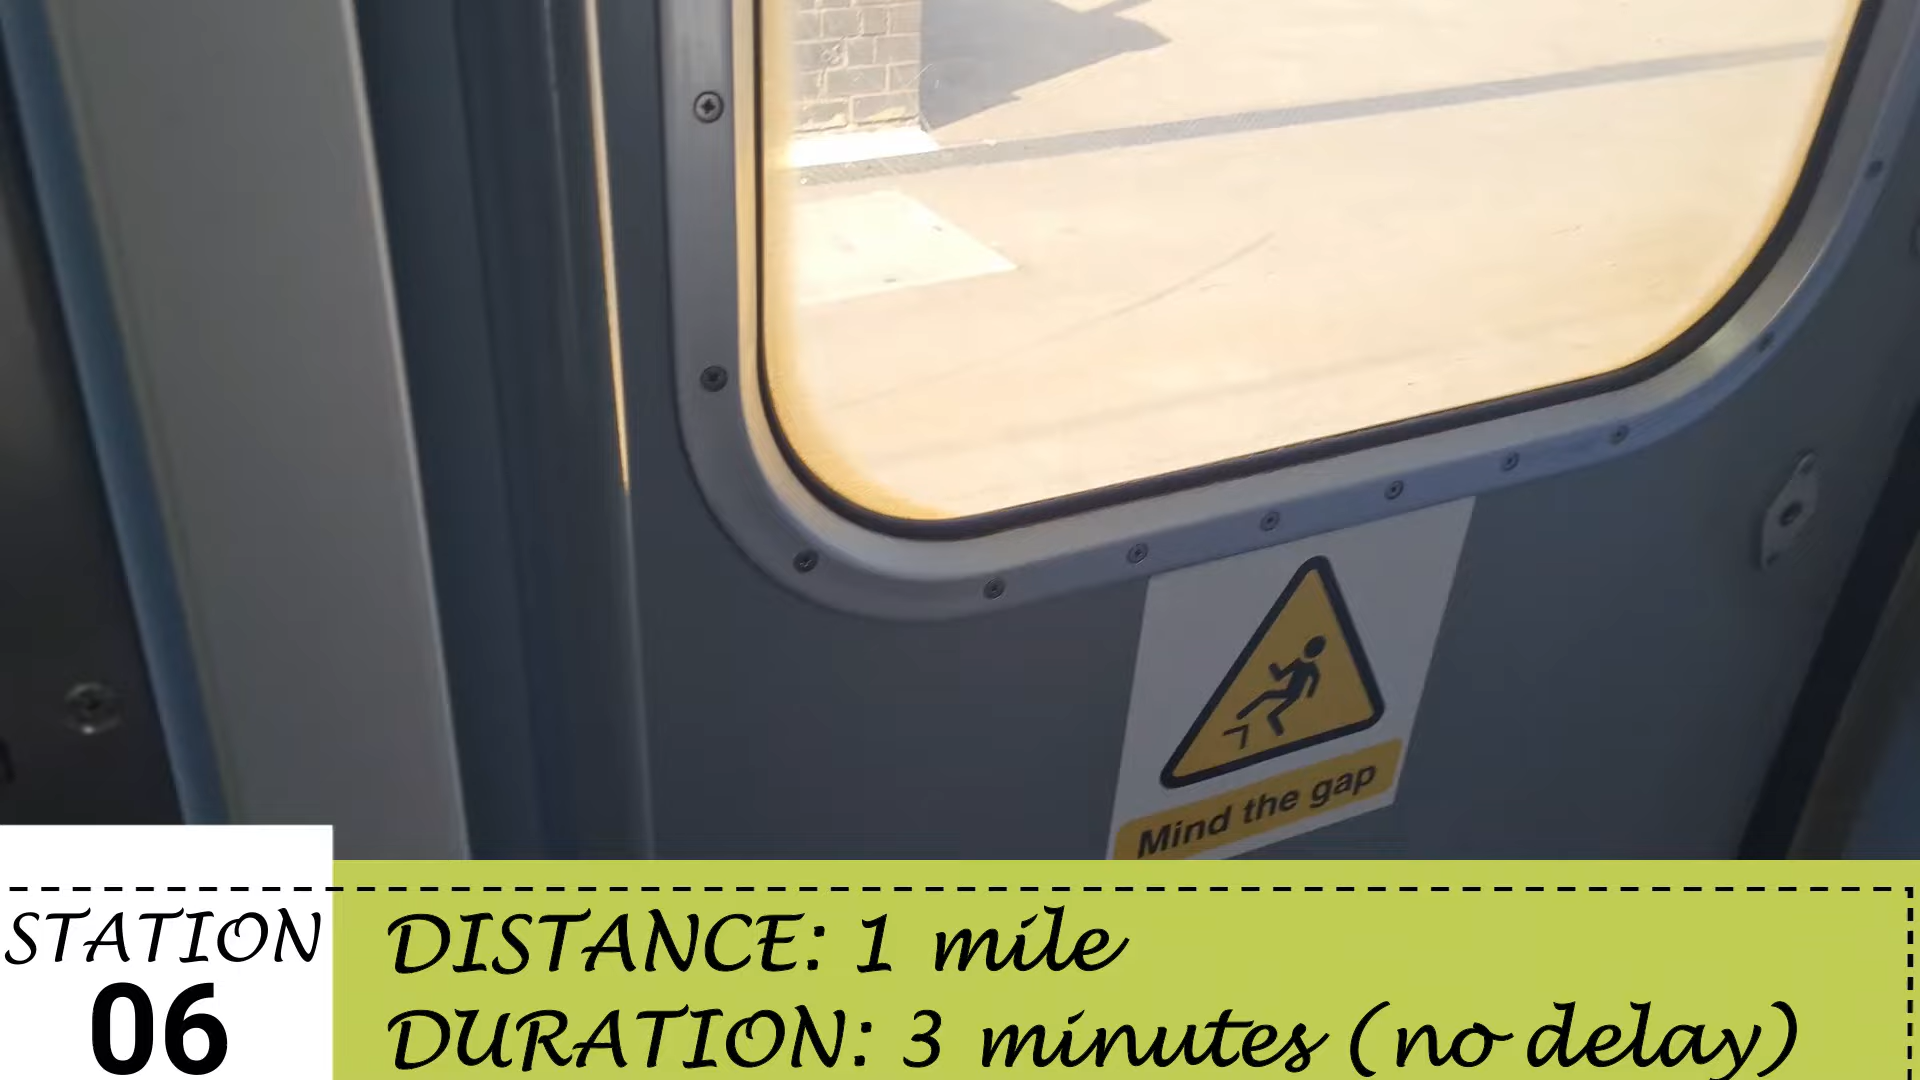 Mind the gap
STATION
06
DISTANCE: 1 mile
DURATION: 3 minutes (no delay)